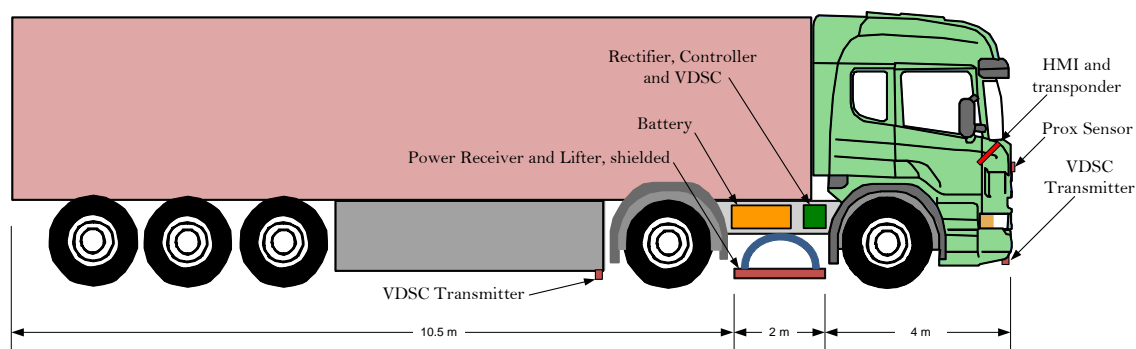 Rectifier, Controller
and VDSC
HMI and
transponder
Battery
Prox Sensor
Power Receiver and Lifter, shielded
VDSC
Transmitter
VDSC Transmitter
10.5 m
2 m
4 m